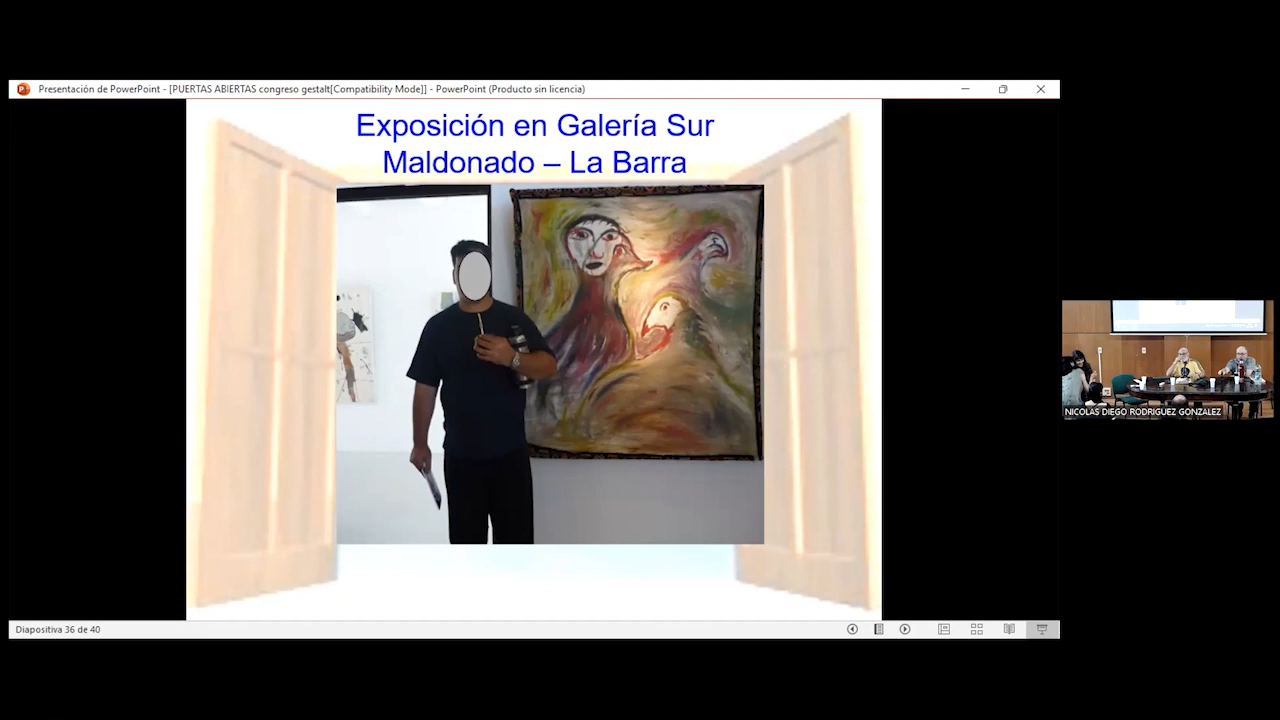 Presentación de PowerPoint - [PUERTAS ABIERTAS congreso gestalt[Compatibility Mode]] - PowerPoint (Producto sin licencia)
Exposición en Galería Sur
Maldonado – La Barra
NICOLAS DIEGO RODRIGUEZ GONZALEZ
Diapositiva 36 de 40